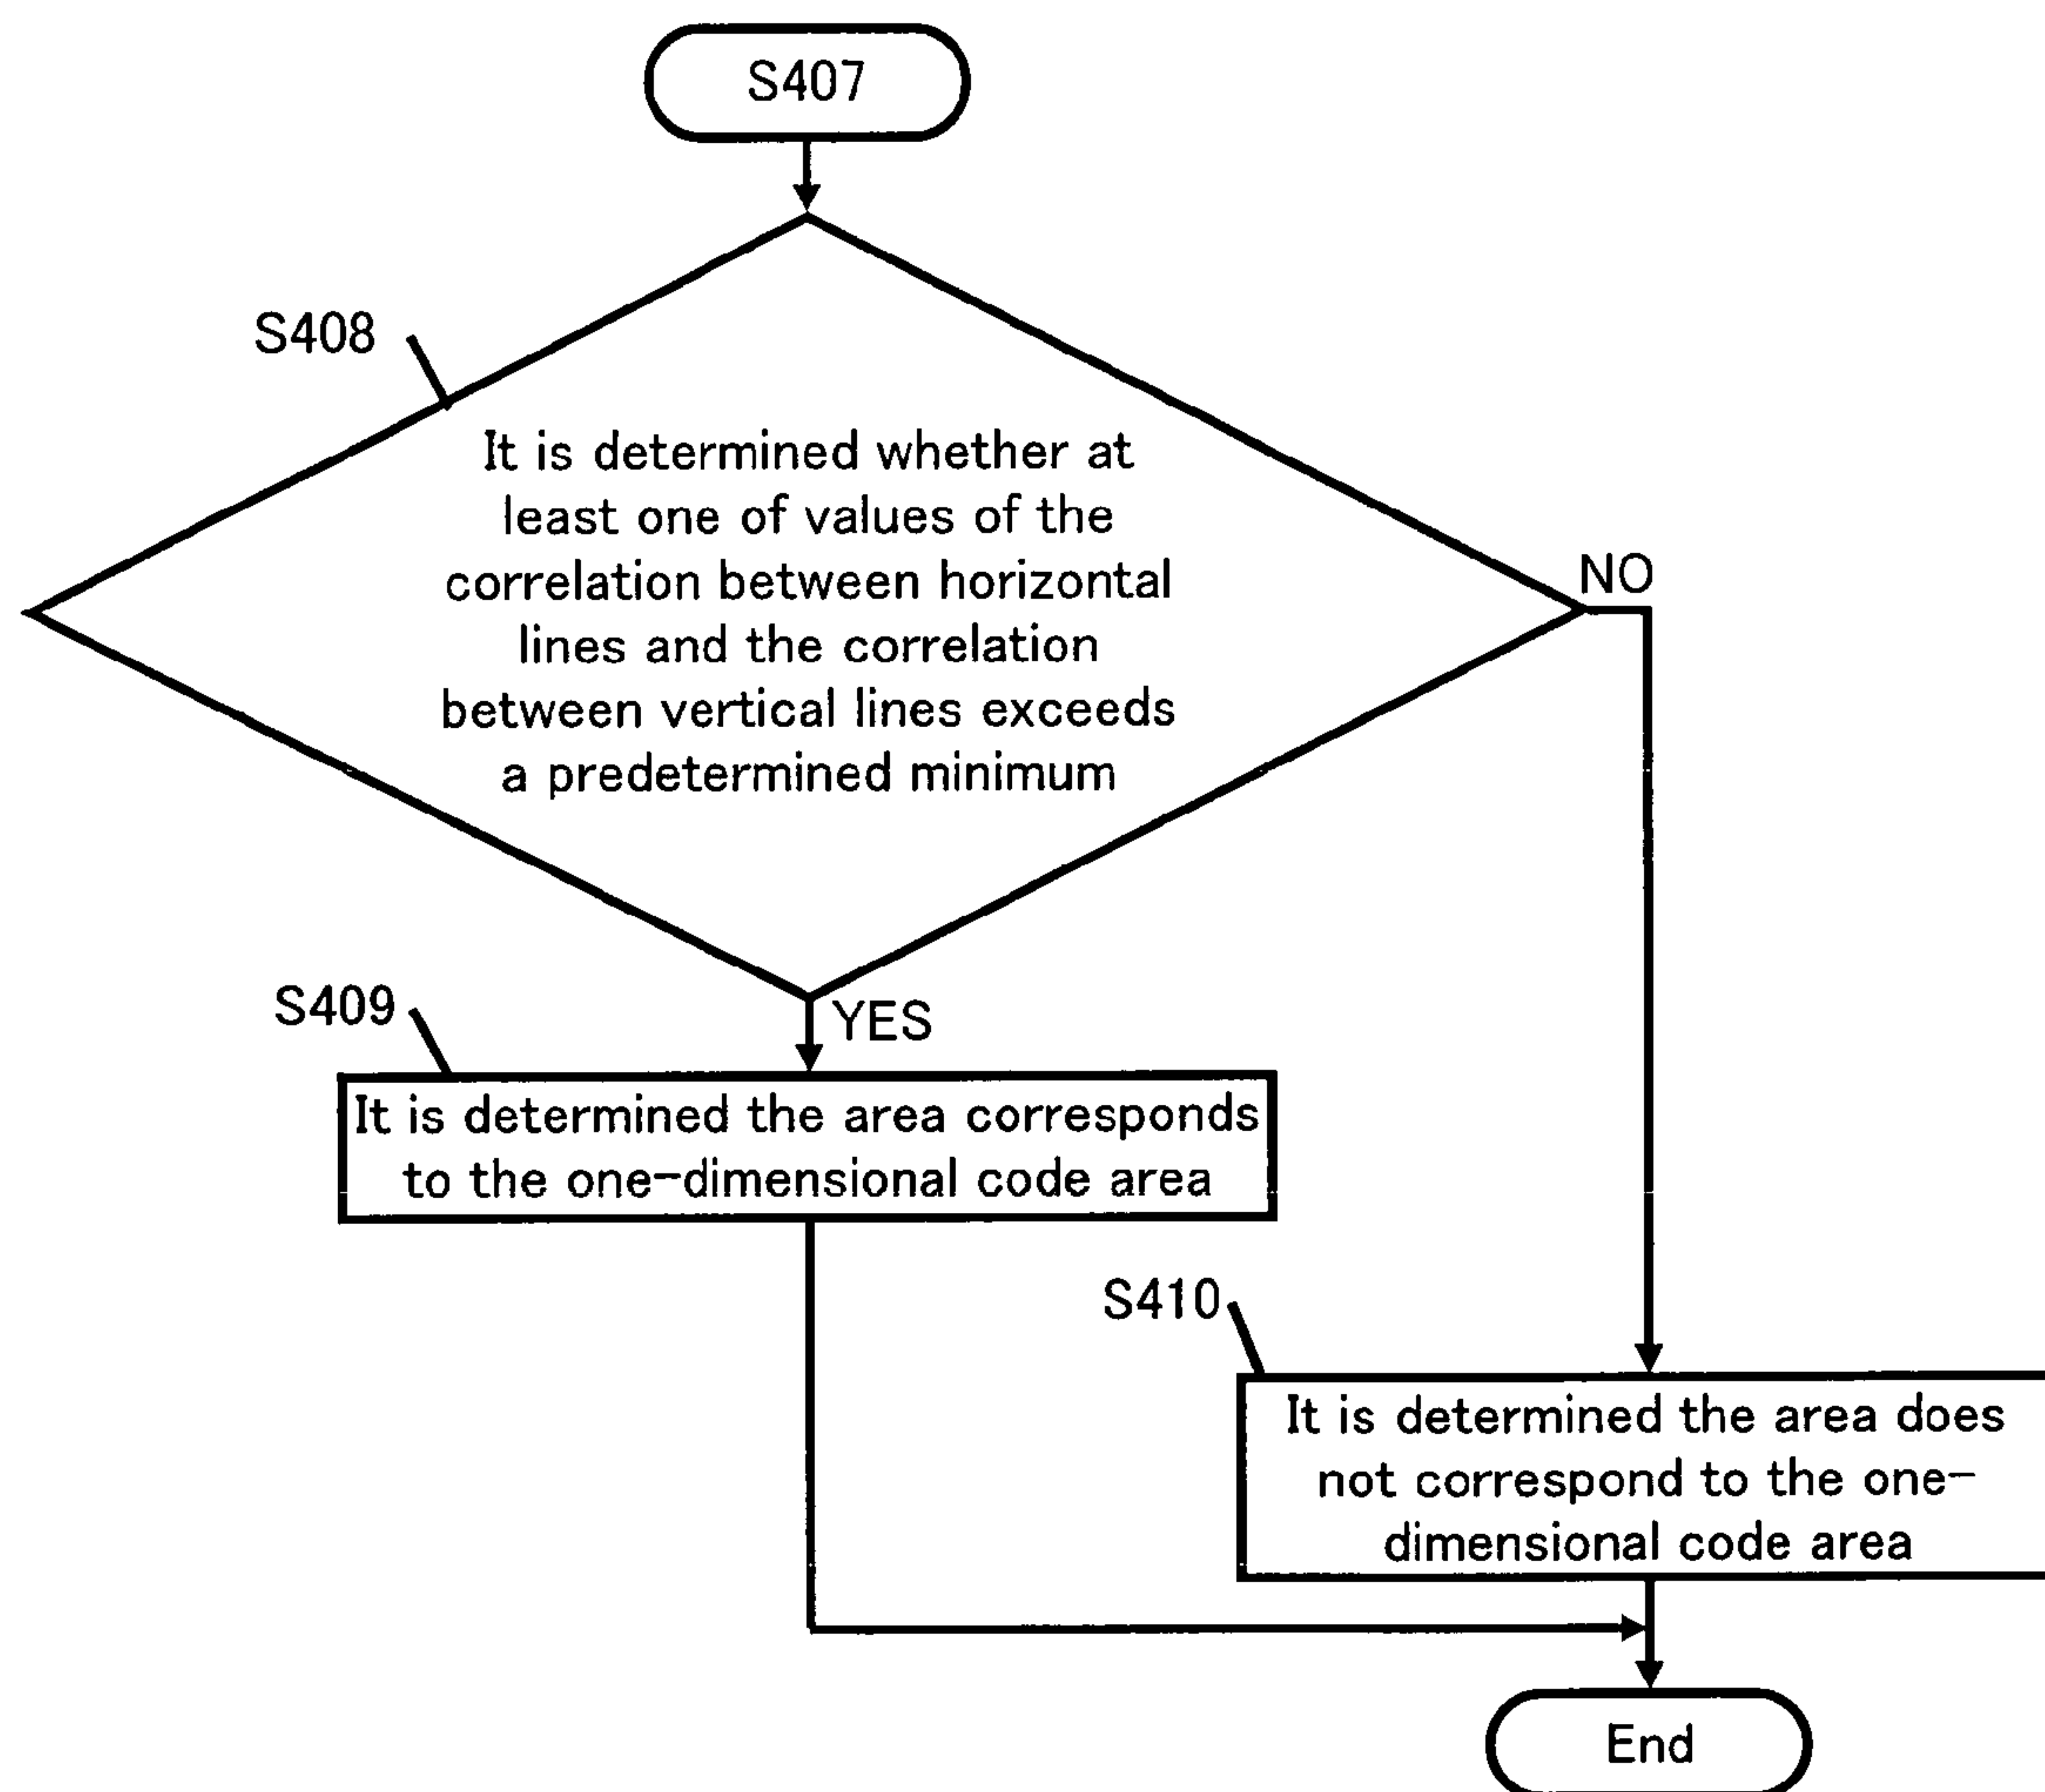 S407
S408
It is determined whether at
least one of values of the
correlation between horizontal
lines and the correlation
between vertical lines exceeds
a predetermined minimum
NO
YES
S409
It is determined the area corresponds
to the one-dimensional code area
S410
It is determined the area does
not correspond to the one-
dimensional code area
End